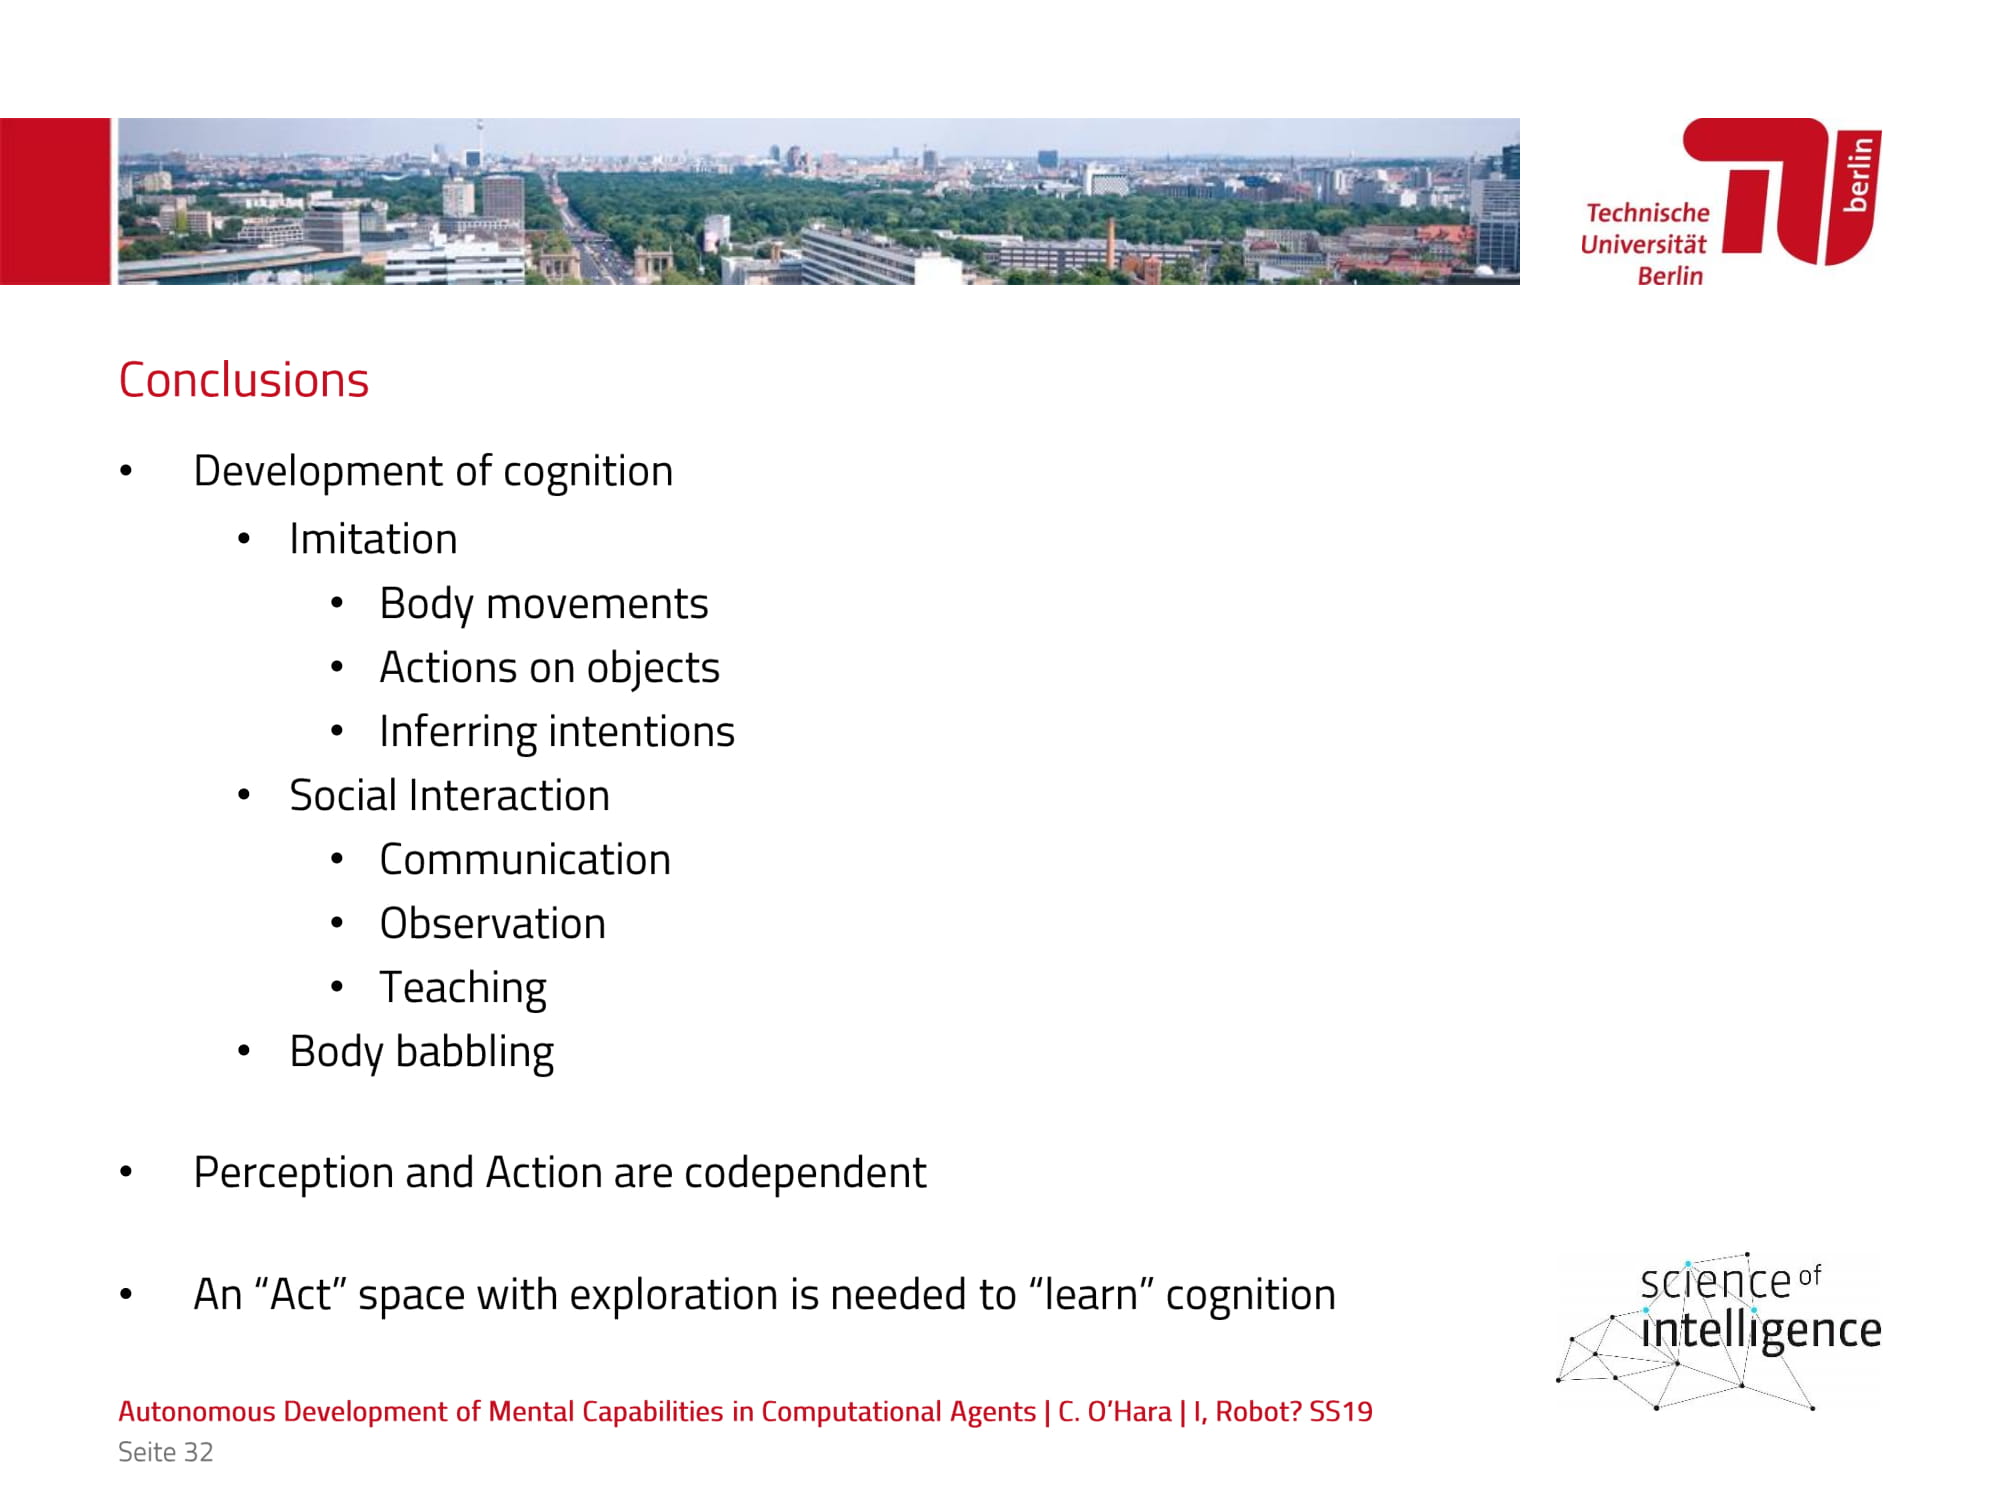 Technische
Universität
Berlin
berlin
Conclusions
• Development of cognition
• Imitation
• Body movements
• Actions on objects
• Inferring intentions
• Social Interaction
• Communication
• Observation
• Teaching
• Body babbling
• Perception and Action are codependent
• An “Act” space with exploration is needed to “learn” cognition
science of
intelligence
Autonomous Development of Mental Capabilities in Computational Agents | C. O’Hara | I, Robot? SS19
Seite 32